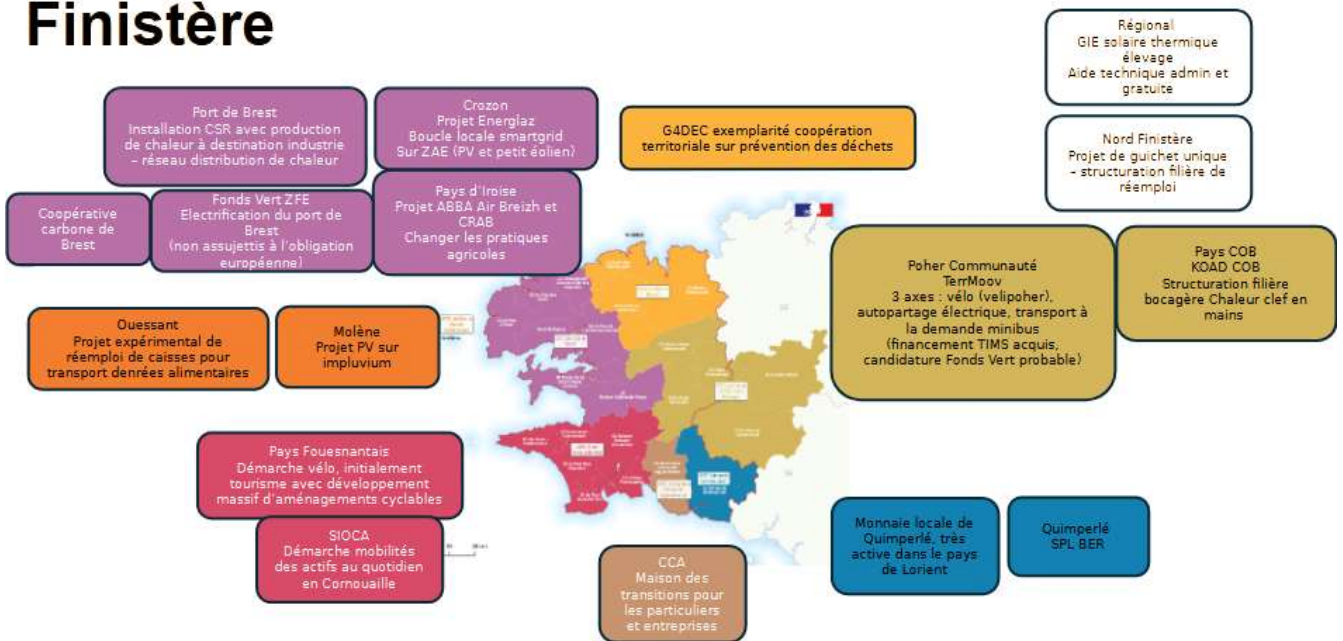 Finistère
Régional
GIE solaire thermique
élevage
Aide technique admin et
gratuite
Port de Brest
Installation CSR avec production
de chaleur à destination industrie
– réseau distribution de chaleur
Crozon
Projet Energlaz
Boucle locale smartgrid
Sur ZAE (PV et petit éolien)
G4DEC exemplarité coopération
territoriale sur prévention des déchets
Nord Finistère
Projet de guichet unique
– structuration filière de
réemploi
Coopérative
carbone de
Brest
Fonds Vert ZFE
Electrification du port de
Brest
(non assujettis à l'obligation
européenne)
Pays d'Iroise
Projet ABBA Air Breizh et
CRAB
Changer les pratiques
agricoles
Poher Communauté
TerrMoov
3 axes : vélo (velipoher),
autopartage électrique, transport à
la demande minibus
(financement TIMS acquis,
candidature Fonds Vert probable)
Pays COB
KOAD COB
Structuration filière
bocagère Chaleur clef en
mains
Ouessant
Projet expérimental de
réemploi de caisses pour
transport denrées alimentaires
Molène
Projet PV sur
impluvium
Pays Fouesnantais
Démarche vélo, initialement
tourisme avec développement
massif d'aménagements cyclables
SIOCA
Démarche mobilités
des actifs au quotidien
en Cornouaille
CCA
Maison des
transitions pour
les particuliers
et entreprises
Monnaie locale de
Quimperlé, très
active dans le pays
de Lorient
Quimperlé
SPL BER